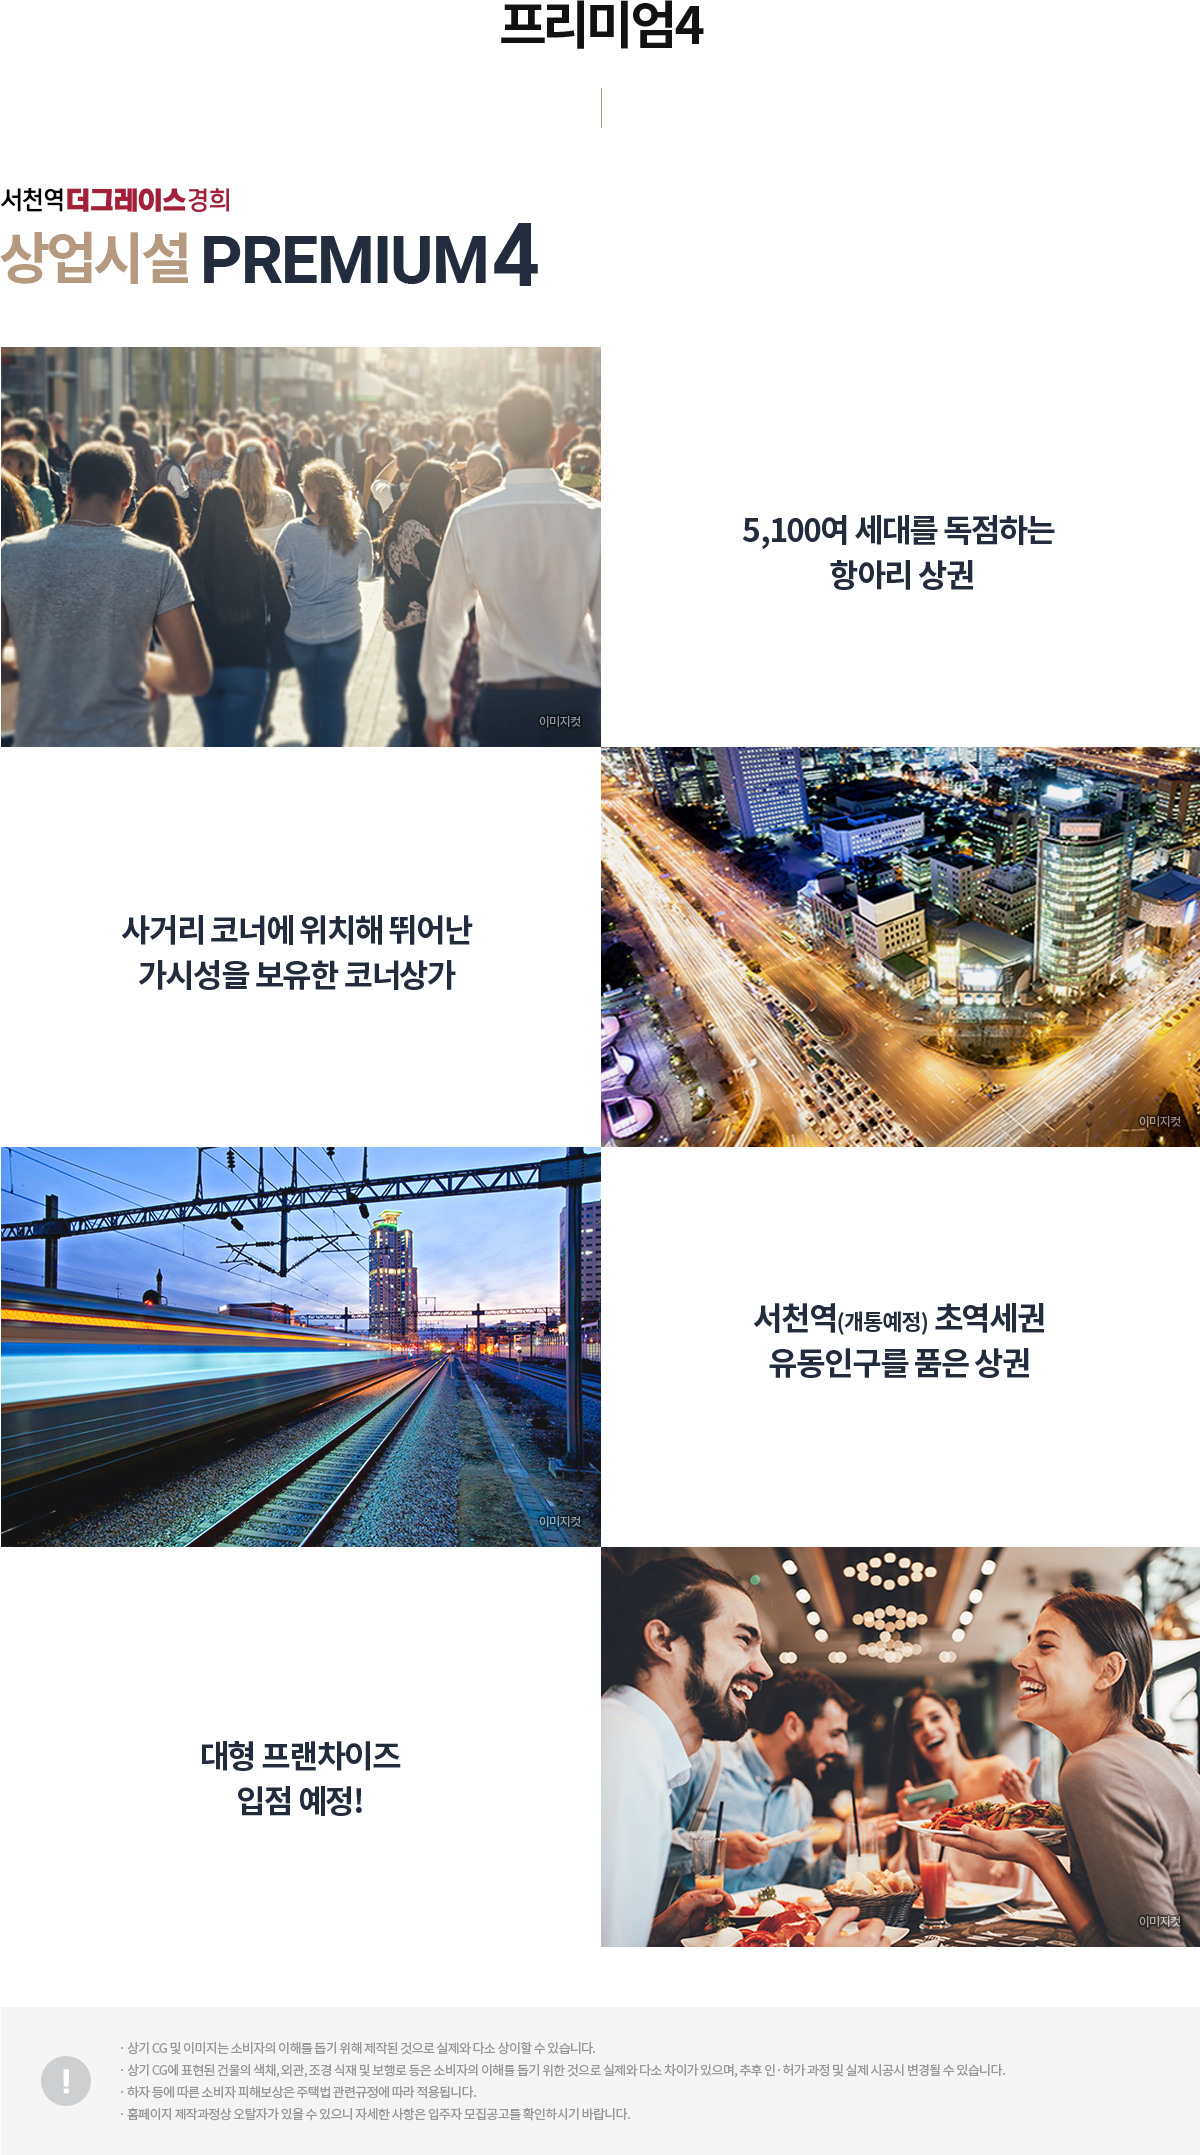 프리미엄4
서천역더그레이스경희
상업시설 PREMIUM4
5,100여 세대를 독점하는
항아리 상권
이미지컷
사거리 코너에 위치해 뛰어난
가시성을 보유한 코너상가
이미지컷
서천역(개통예정) 초역세권
유동인구를 품은 상권
이미지컷
대형 프랜차이즈
입점 예정!
이미지컷
· 상기 CG 및 이미지는 소비자의 이해를 돕기 위해 제작된 것으로 실제와 다소 상이할 수 있습니다.
· 상기 CG에 표현된 건물의 색채, 외관, 조경 식재 및 보행로 등은 소비자의 이해를 돕기 위한 것으로 실제와 다소 차이가 있으며, 추후 인·허가 과정 및 실제 시공시 변경될 수 있습니다.
· 하자 등에 따른 소비자 피해보상은 주택법 관련규정에 따라 적용됩니다.
· 홈페이지 제작과정상 오탈자가 있을 수 있으니 자세한 사항은 입주자 모집공고를 확인하시기 바랍니다.